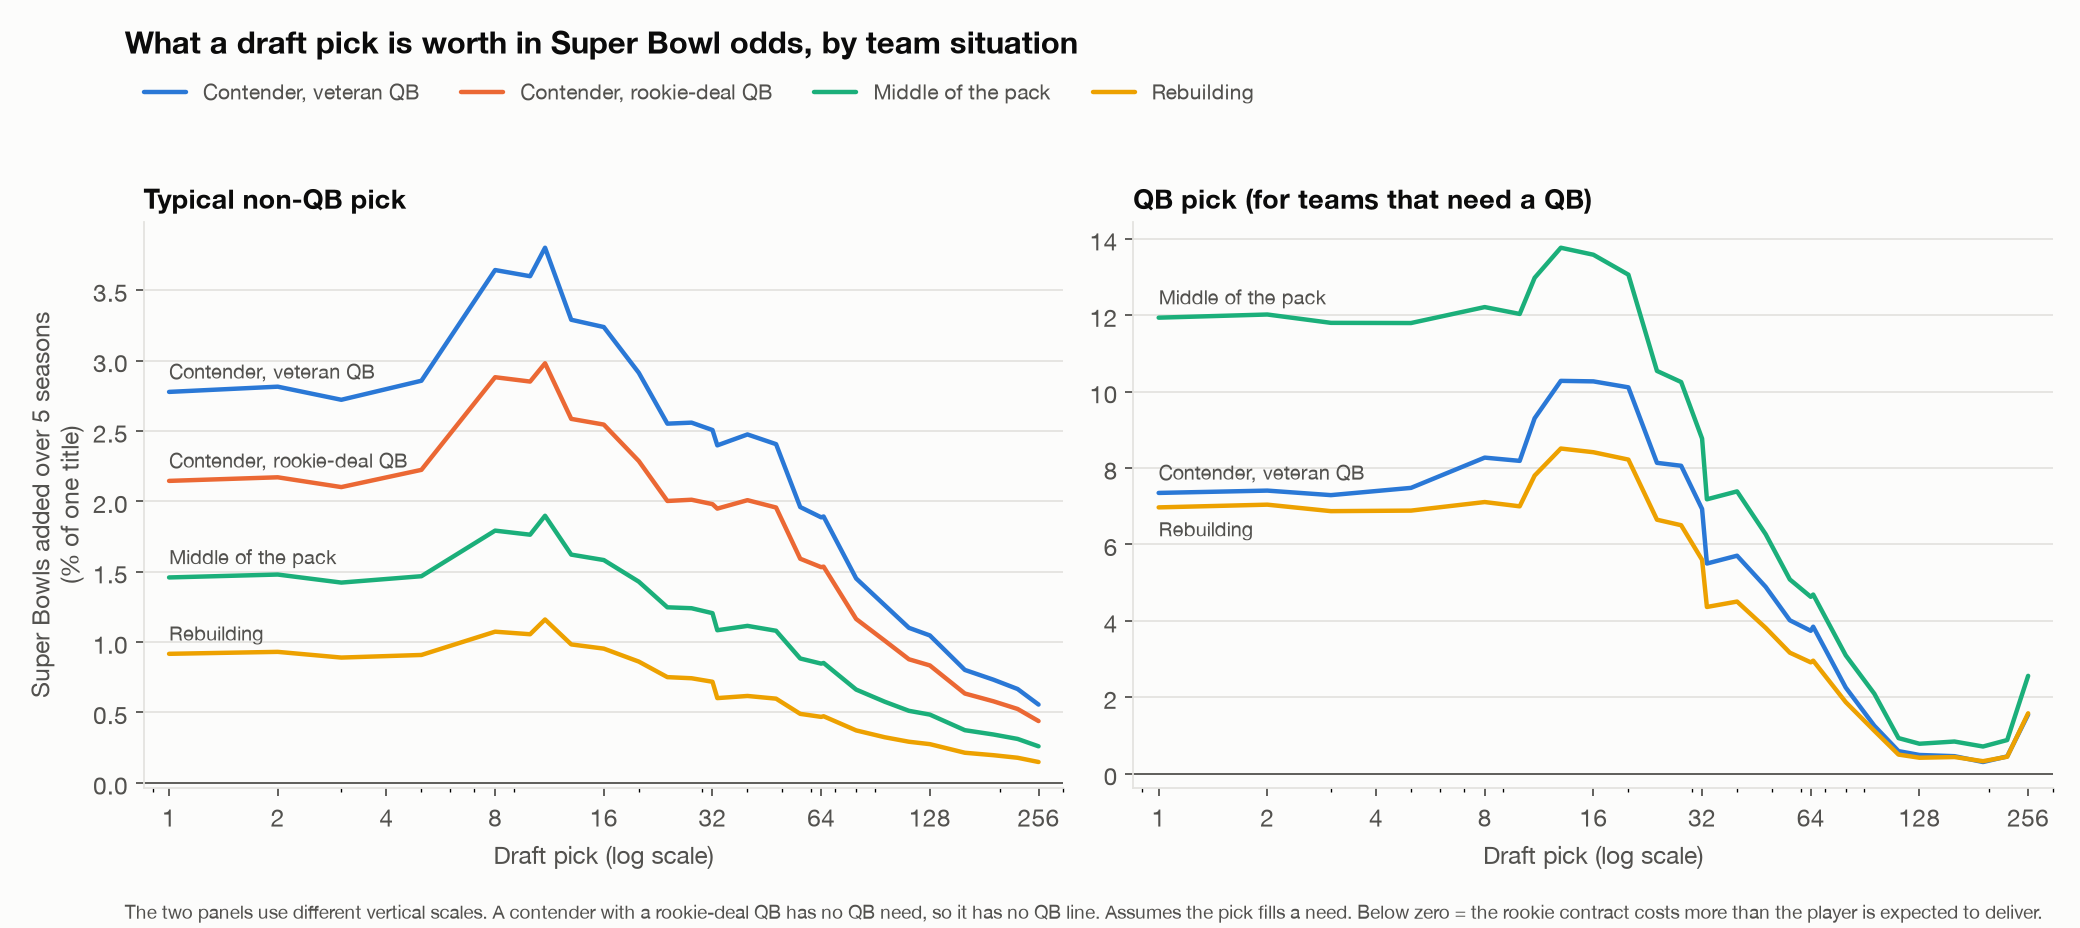 What a draft pick is worth in Super Bowl odds, by team situation
Contender, veteran QB
Contender, rookie-deal QB
Middle of the pack
Rebuilding
Typical non-QB pick
Super Bowls added over 5 seasons
(% of one title)
3.5
3.0
2.5
2.0
1.5
1.0
0.5
0.0
Contender, veteran QB
Contender, rookie-deal QB
Middle of the pack
Rebuilding
1 2 4 8 16 32 64 128 256
Draft pick (log scale)
QB pick (for teams that need a QB)
14
12
10
8
6
4
2
0
Middle of the pack
Contender, veteran QB
Rebuilding
1 2 4 8 16 32 64 128 256
Draft pick (log scale)
The two panels use different vertical scales. A contender with a rookie-deal QB has no QB need, so it has no QB line. Assumes the pick fills a need. Below zero = the rookie contract costs more than the player is expected to deliver.